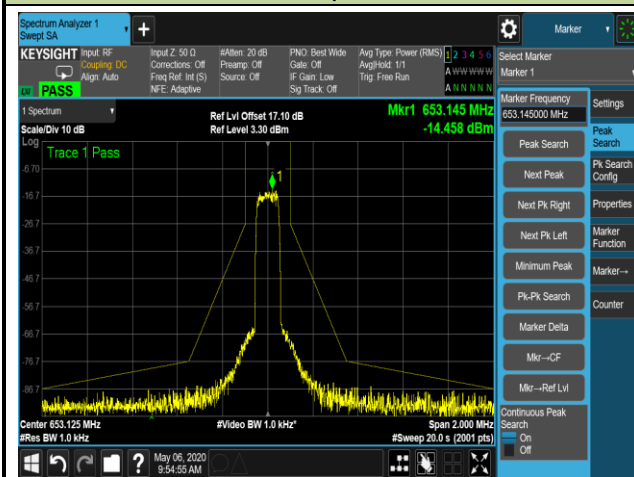 Spectrum Analyzer 1
Swept SA
Marker
KEYSIGHT
Input: RF
Coupling: DC
Align: Auto
Input Z: 50 Ω
Corrections: Off
Freq Ref: Int (S)
NFE: Adaptive
#Atten: 20 dB
Preamp: Off
Source: Off
PNO: Best Wide
Gate: Off
IF Gain: Low
Sig Track: Off
Avg Type: Power (RMS)
Avg|Hold: 1/1
Trig: Free Run
1 2 3 4 5 6
A W W W W W
A N N N N N
PASS
Select Marker
Marker 1
1 Spectrum
Scale/Div 10 dB
Ref Lvl Offset 17.10 dB
Ref Level 3.30 dBm
Mkr1 653.145 MHz
-14.458 dBm
Log
Trace 1 Pass
1
-6.70
-16.7
-26.7
-36.7
-46.7
-56.7
-66.7
-76.7
-86.7
Center 653.125 MHz
#Res BW 1.0 kHz
#Video BW 1.0 kHz*
Span 2.000 MHz
#Sweep 20.0 s (2001 pts)
Marker Frequency
653.145000 MHz
Peak Search
Next Peak
Next Pk Right
Next Pk Left
Minimum Peak
Pk-Pk Search
Marker Delta
Mkr→CF
Mkr→Ref Lvl
Continuous Peak
Search
On
Off
Settings
Peak
Search
Pk Search
Config
Properties
Marker
Function
Marker→
Counter
May 06, 2020
9:54:55 AM